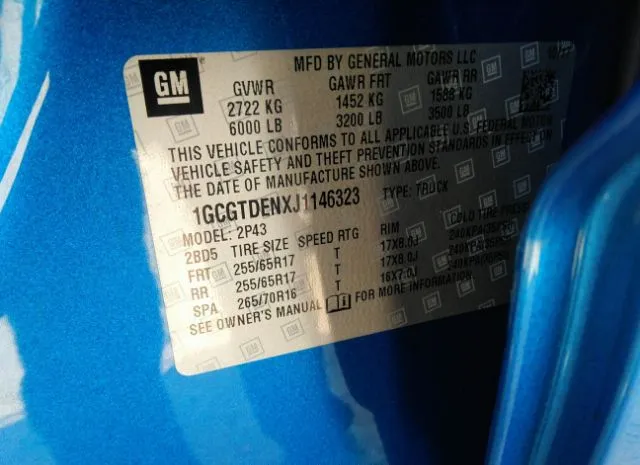 MFD BY GENERAL MOTORS LLC
GM
GVWR GAWR FRT GAWR RR
2722 KG 1452 KG 1588 KG
6000 LB 3200 LB 3500 LB
THIS VEHICLE CONFORMS TO ALL APPLICABLE U.S. FEDERAL MOTOR
VEHICLE SAFETY AND THEFT PREVENTION STANDARDS IN EFFECT ON
THE DATE OF MANUFACTURE SHOWN ABOVE.
1GCGTDENXJ1146323 TYPE: TRUCK
MODEL: 2P43
2BD5 TIRE SIZE SPEED RTG RIM COLD TIRE
FRT 255/65R17 T 17X8.0J
RR 255/65R17 T 17X8.0J
SPA 265/70R16 T 16X7.0J
SEE OWNER'S MANUAL FOR MORE INFORMATION